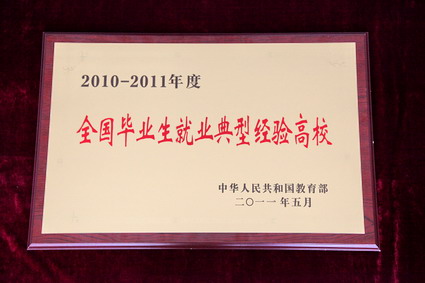 2010-2011年度
全国毕业生就业典型经验高校
中华人民共和国教育部
二〇一一年五月